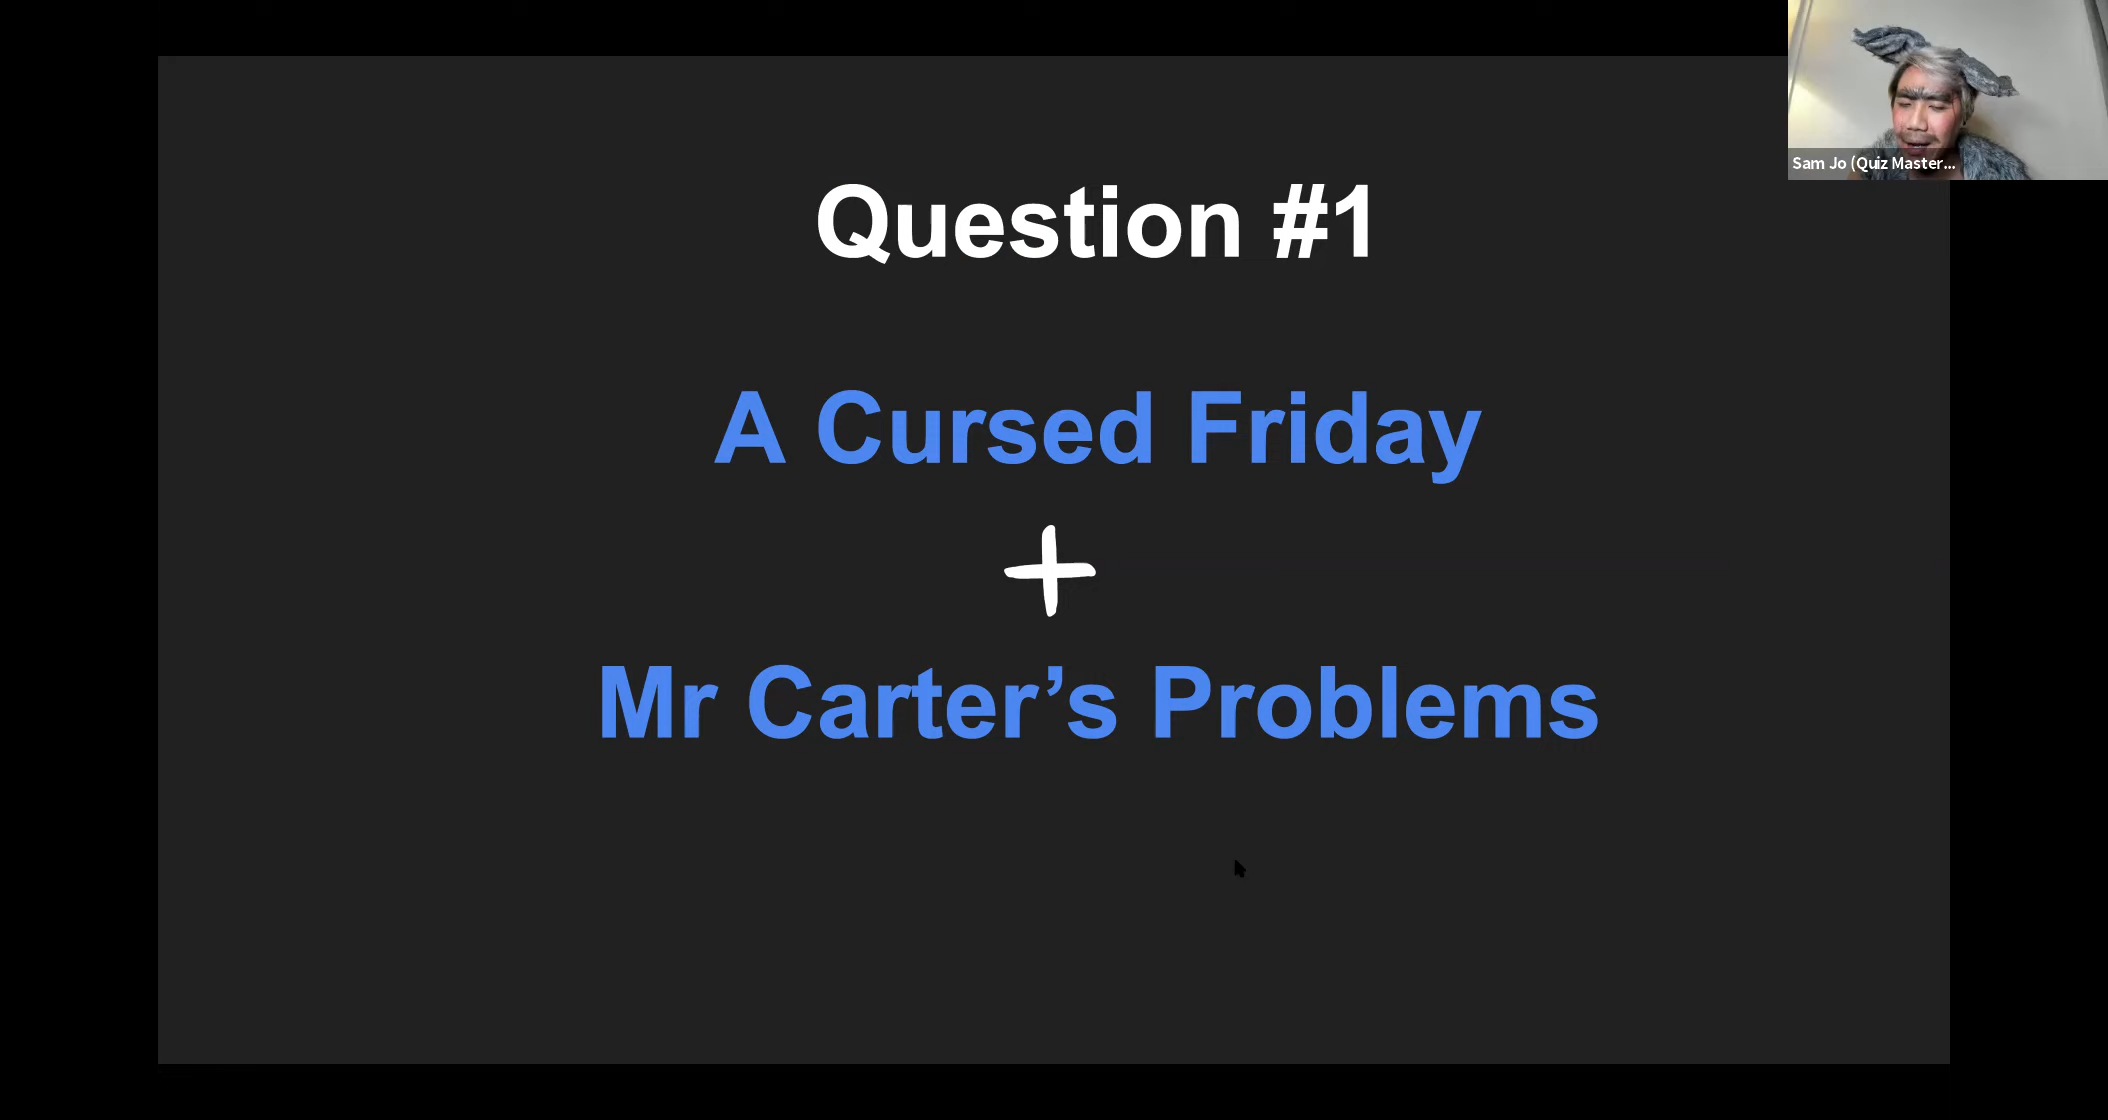 Sam Jo (Quiz Master...
Question #1
A Cursed Friday
+
Mr Carter’s Problems